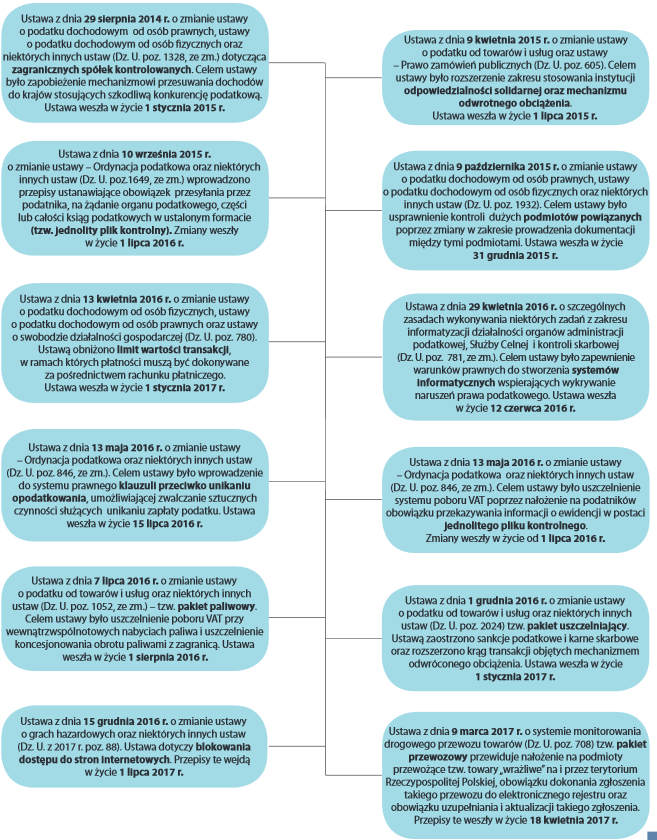 Ustawa z dnia 29 sierpnia 2014 r. o zmianie ustawy
o podatku dochodowym od osób prawnych, ustawy
o podatku dochodowym od osób fizycznych oraz
niektórych innych ustaw (Dz. U. poz. 1328, ze zm.) dotycząca
zagranicznych spółek kontrolowanych. Celem ustawy
było zapobieżenie mechanizmowi przesuwania dochodów
do krajów stosujących szkodliwą konkurencję podatkową.
Ustawa weszła w życie 1 stycznia 2015 r.
Ustawa z dnia 9 kwietnia 2015 r. o zmianie ustawy
o podatku od towarów i usług oraz ustawy
– Prawo zamówień publicznych (Dz. U. poz. 605). Celem
ustawy było rozszerzenie zakresu stosowania instytucji
odpowiedzialności solidarnej oraz mechanizmu
odwrotnego obciążenia.
Ustawa weszła w życie 1 lipca 2015 r.
Ustawa z dnia 10 września 2015 r.
o zmianie ustawy – Ordynacja podatkowa oraz niektórych
innych ustaw (Dz. U. poz.1649, ze zm.) wprowadzono
przepisy ustanawiające obowiązek przesyłania przez
podatnika, na żądanie organu podatkowego, części
lub całości ksiąg podatkowych w ustalonym formacie
(tzw. jednolity plik kontrolny). Zmiany weszły
w życie 1 lipca 2016 r.
Ustawa z dnia 9 października 2015 r. o zmianie ustawy
o podatku dochodowym od osób prawnych, ustawy
o podatku dochodowym od osób fizycznych oraz niektórych
innych ustaw (Dz. U. poz. 1932). Celem ustawy było
usprawnienie kontroli dużych podmiotów powiązanych
poprzez zmiany w zakresie prowadzenia dokumentacji
między tymi podmiotami. Ustawa weszła w życie
31 grudnia 2015 r.
Ustawa z dnia 13 kwietnia 2016 r. o zmianie ustawy
o podatku dochodowym od osób fizycznych, ustawy
o podatku dochodowym od osób prawnych oraz ustawy
o swobodzie działalności gospodarczej (Dz. U. poz. 780).
Ustawą obniżono limit wartości transakcji,
w ramach których płatności muszą być dokonywane
za pośrednictwem rachunku płatniczego.
Ustawa weszła w życie 1 stycznia 2017 r.
Ustawa z dnia 29 kwietnia 2016 r. o szczególnych
zasadach wykonywania niektórych zadań z zakresu
informatyzacji działalności organów administracji
podatkowej, Służby Celnej i kontroli skarbowej
(Dz. U. poz. 781, ze zm.). Celem ustawy było zapewnienie
warunków prawnych do stworzenia systemów
informatycznych wspierających wykrywanie
naruszeń prawa podatkowego. Ustawa weszła
w życie 12 czerwca 2016 r.
Ustawa z dnia 13 maja 2016 r. o zmianie ustawy
– Ordynacja podatkowa oraz niektórych innych ustaw
(Dz. U. poz. 846, ze zm.). Celem ustawy było wprowadzenie
do systemu prawnego klauzuli przeciwko unikaniu
opodatkowania, umożliwiającej zwalczanie sztucznych
czynności służących unikaniu zapłaty podatku. Ustawa
weszła w życie 15 lipca 2016 r.
Ustawa z dnia 13 maja 2016 r. o zmianie ustawy
– Ordynacja podatkowa oraz niektórych innych ustaw
(Dz. U. poz. 846, ze zm.). Celem ustawy było uszczelnienie
systemu poboru VAT poprzez nałożenie na podatników
obowiązku przekazywania informacji o ewidencji w postaci
jednolitego pliku kontrolnego.
Zmiany weszły w życie od 1 lipca 2016 r.
Ustawa z dnia 7 lipca 2016 r. o zmianie ustawy
o podatku od towarów i usług oraz niektórych innych
ustaw (Dz. U. poz. 1052, ze zm.) – tzw. pakiet paliwowy.
Celem ustawy było uszczelnienie poboru VAT przy
wewnątrzwspólnotowych nabyciach paliwa i uszczelnienie
koncesjonowania obrotu paliwami z zagranicą. Ustawa
weszła w życie 1 sierpnia 2016 r.
Ustawa z dnia 1 grudnia 2016 r. o zmianie ustawy
o podatku od towarów i usług oraz niektórych innych
ustaw (Dz. U. poz. 2024) tzw. pakiet uszczelniający.
Ustawą zaostrzono sankcje podatkowe i karne skarbowe
oraz rozszerzono krąg transakcji objętych mechanizmem
odwróconego obciążenia. Ustawa weszła w życie
1 stycznia 2017 r.
Ustawa z dnia 15 grudnia 2016 r. o zmianie ustawy
o grach hazardowych oraz niektórych innych ustaw
(Dz. U. z 2017 r. poz. 88). Ustawa dotyczy blokowania
dostępu do stron internetowych. Przepisy te wejdą
w życie 1 lipca 2017 r.
Ustawa z dnia 9 marca 2017 r. o systemie monitorowania
drogowego przewozu towarów (Dz. U. poz. 708) tzw. pakiet
przewozowy przewiduje nałożenie na podmioty
przewożące tzw. towary „wrażliwe” na i przez terytorium
Rzeczypospolitej Polskiej, obowiązku dokonania zgłoszenia
takiego przewozu do elektronicznego rejestru oraz
obowiązku uzupełniania i aktualizacji takiego zgłoszenia.
Przepisy te weszły w życie 18 kwietnia 2017 r.